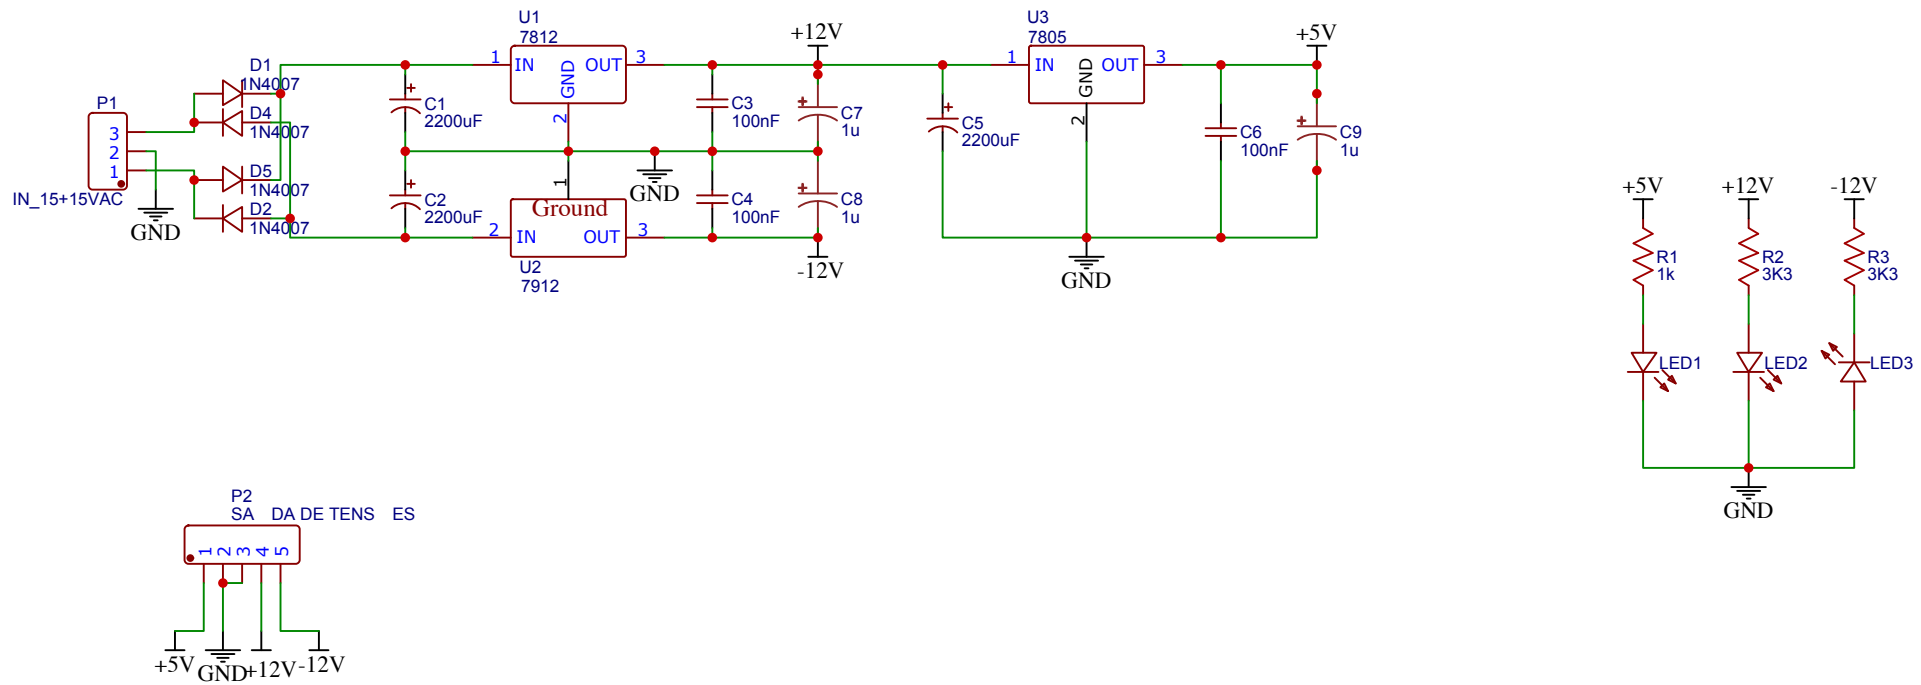 U1
7812
1 IN GND OUT 3
2
+12V
U3
7805
1 IN GND OUT 3
2
+5V
P1
3
2
1
IN_15+15VAC
GND
D1
1N4007
D4
1N4007
D5
1N4007
D2
1N4007
C1
2200uF
C2
2200uF
C3
100nF
C7
1u
GND
C4
100nF
C8
1u
1
Ground
2 IN OUT 3
U2
7912
-12V
C5
2200uF
C6
100nF
C9
1u
GND
+5V +12V -12V
R1
1k
R2
3K3
R3
3K3
LED1 LED2 LED3
GND
P2
SA DA DE TENS ES
1 2 3 4 5
+5V GND +12V -12V